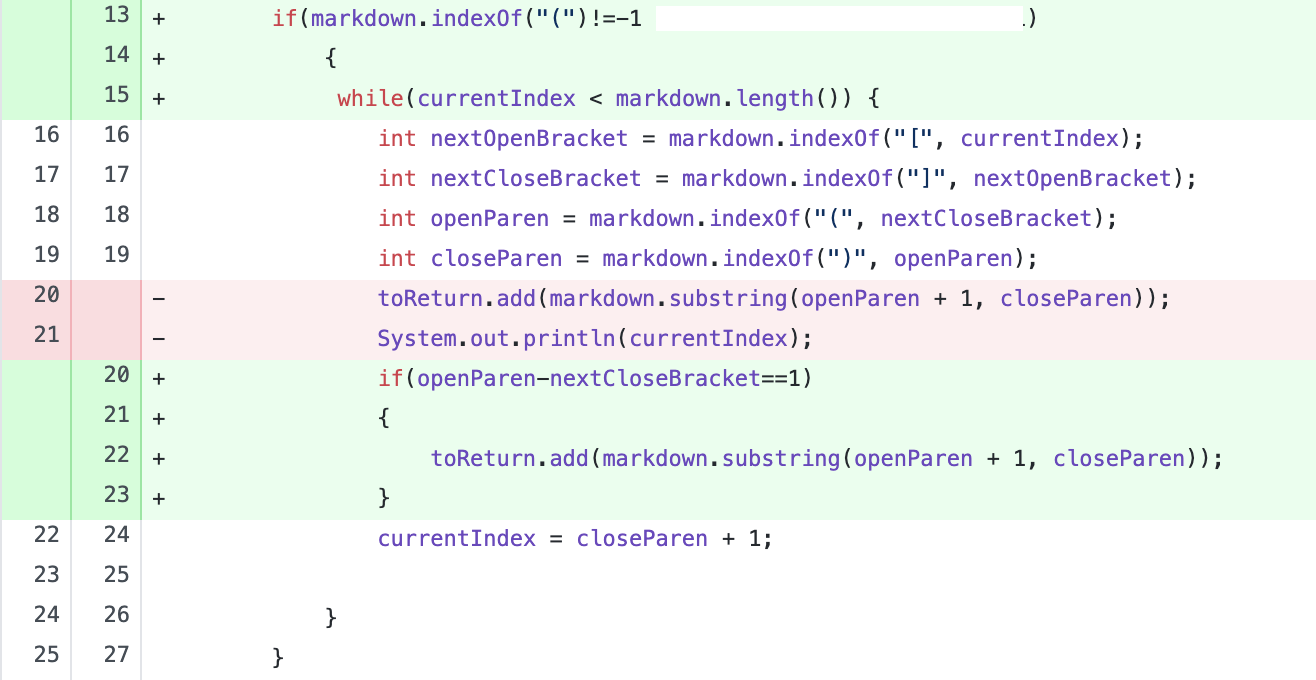 13 + if(markdown.indexOf("(")!=-1 )
14 + {
15 + while(currentIndex < markdown.length()) {
16 16 int nextOpenBracket = markdown.indexOf("[", currentIndex);
17 17 int nextCloseBracket = markdown.indexOf("]", nextOpenBracket);
18 18 int openParen = markdown.indexOf("(", nextCloseBracket);
19 19 int closeParen = markdown.indexOf(")", openParen);
20 − toReturn.add(markdown.substring(openParen + 1, closeParen));
21 − System.out.println(currentIndex);
20 + if(openParen-nextCloseBracket==1)
21 + {
22 + toReturn.add(markdown.substring(openParen + 1, closeParen));
23 + }
22 24 currentIndex = closeParen + 1;
23 25
24 26 }
25 27 }